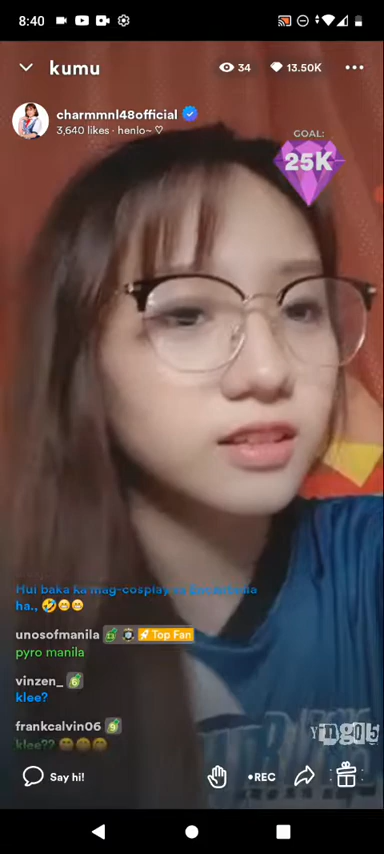 8:40
kumu
34
13.50K
charmmnl48official
3,640 likes · henlo~ ♡
GOAL:
25K
Hui baka ka mag-cosplay
ha., 🤣😁😁
unosofmanila Top Fan
pyro manila
vinzen_
klee?
frankcalvin06
klee?? 😁😁😁
Yngo15
Say hi!
•REC